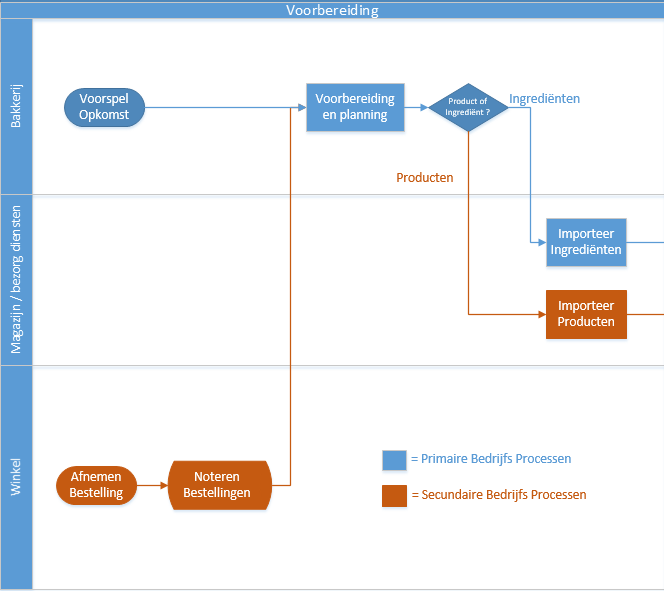 Voorbereiding
Bakkerij
Voorspel
Opkomst
Voorbereiding
en planning
Product of
Ingrediënt ?
Ingrediënten
Producten
Magazijn / bezorg diensten
Importeer
Ingrediënten
Importeer
Producten
Winkel
Afnemen
Bestelling
Noteren
Bestellingen
= Primaire Bedrijfs Processen
= Secundaire Bedrijfs Processen